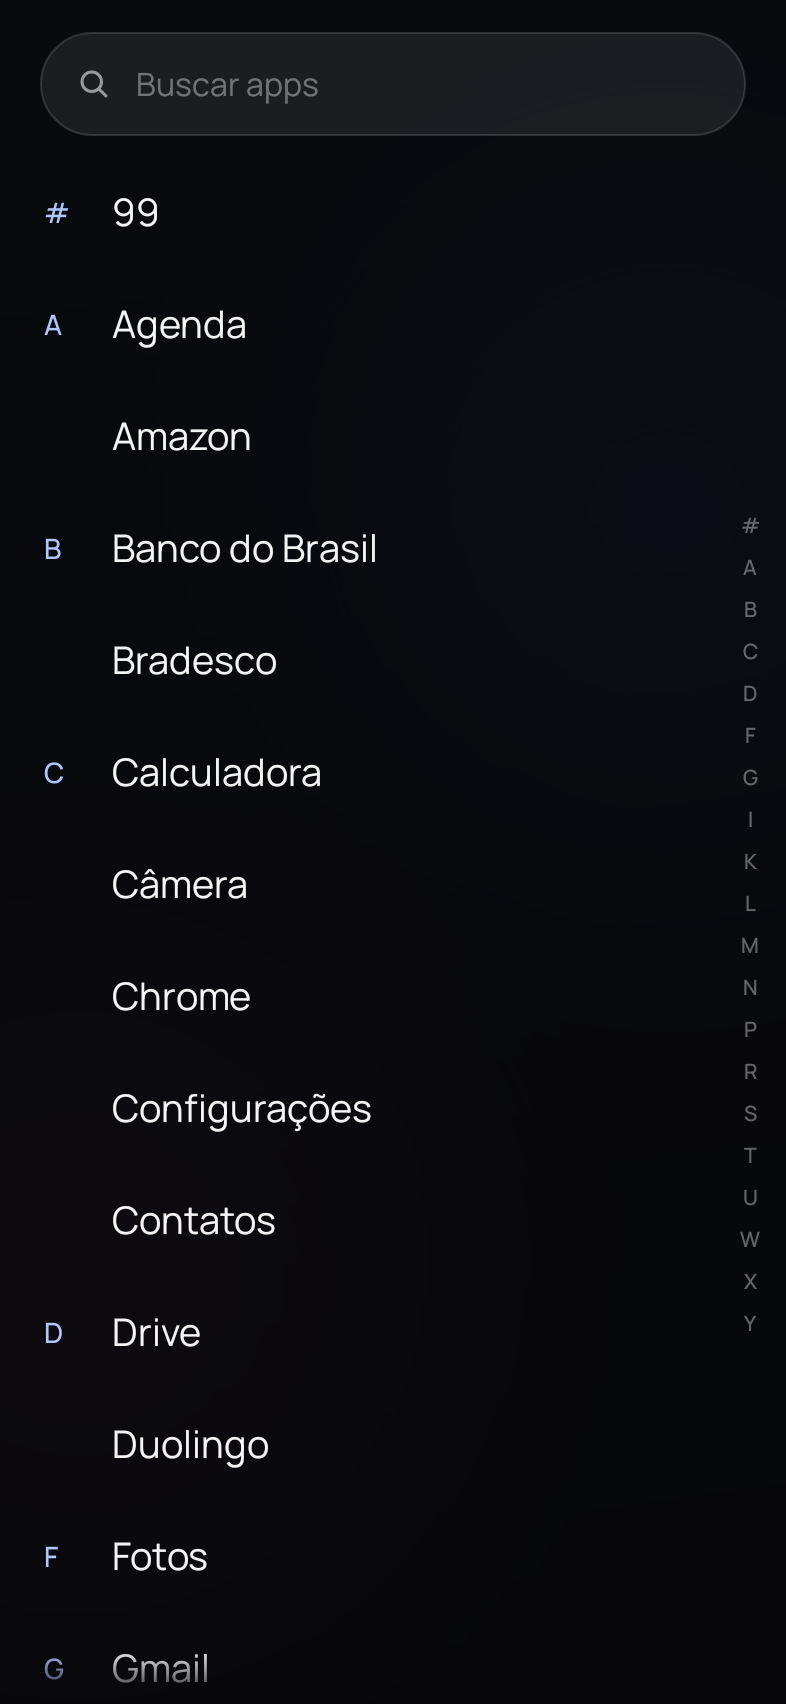 Buscar apps
# 99
A Agenda
Amazon
B Banco do Brasil
Bradesco
C Calculadora
Câmera
Chrome
Configurações
Contatos
D Drive
Duolingo
F Fotos
G Gmail
#
A
B
C
D
F
G
I
K
L
M
N
P
R
S
T
U
W
X
Y